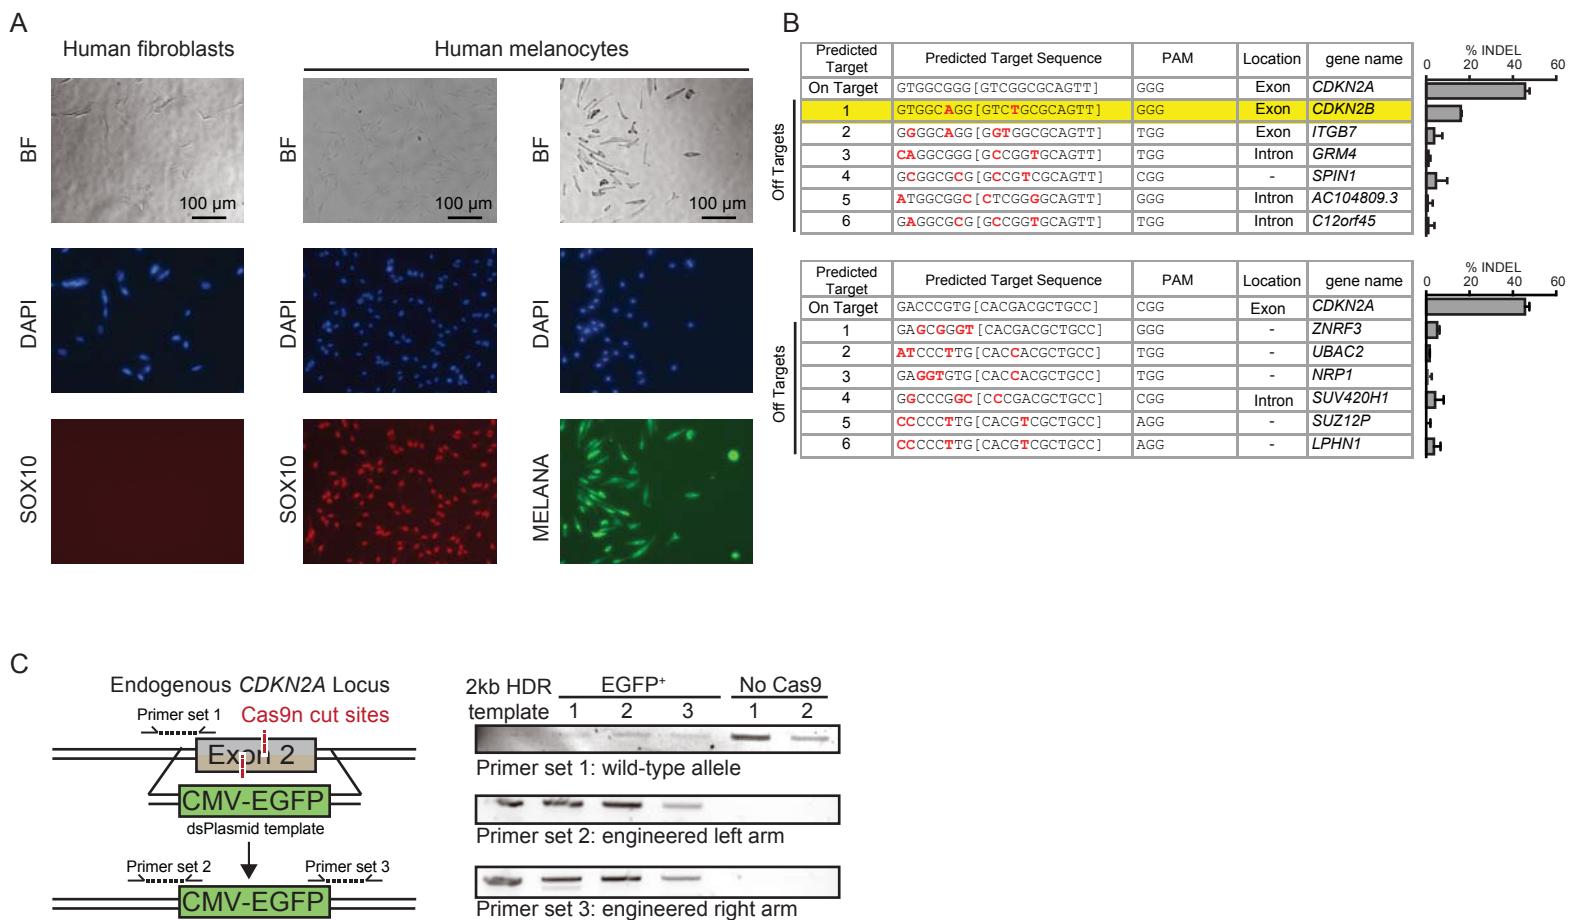 A
Human fibroblasts
Human melanocytes
BF
BF
BF
100 µm
100 µm
100 µm
DAPI
DAPI
DAPI
SOX10
SOX10
MELANA
B
Predicted Target Predicted Target Sequence PAM Location gene name
% INDEL
0 20 40 60
On Target GTGGCGGG[GTCGGCGCAGTT] GGG Exon CDKN2A
Off Targets
1 GTGGCAGG[GTCTGCGCAGTT] GGG Exon CDKN2B
2 GGGGCAGG[GGTGGCGCAGTT] TGG Exon ITGB7
3 CAGGCGGG[GCCGGTGCAGTT] TGG Intron GRM4
4 GCGGCGCG[GCCGTCGCAGTT] CGG - SPIN1
5 ATGGCGGC[CTCGGGGCAGTT] GGG Intron AC104809.3
6 GAGGCGCG[GCCGGTGCAGTT] TGG Intron C12orf45
Predicted Target Predicted Target Sequence PAM Location gene name
% INDEL
0 20 40 60
On Target GACCCGTG[CACGACGCTGCC] CGG Exon CDKN2A
Off Targets
1 GAGCGGGT[CACGACGCTGCC] GGG - ZNRF3
2 ATCCCTTG[CACCACGCTGCC] TGG - UBAC2
3 GAGGTGTG[CACCACGCTGCC] TGG - NRP1
4 GGCCCGGC[CCCGACGCTGCC] CGG Intron SUV420H1
5 CCCCCTTG[CACGTCGCTGCC] AGG - SUZ12P
6 CCCCCTTG[CACGTCGCTGCC] AGG - LPHN1
C
Endogenous CDKN2A Locus
Primer set 1
Cas9n cut sites
Exon 2
CMV-EGFP
dsPlasmid template
Primer set 2
Primer set 3
CMV-EGFP
2kb HDR template
EGFP⁺
No Cas9
1 2 3 1 2
Primer set 1: wild-type allele
Primer set 2: engineered left arm
Primer set 3: engineered right arm